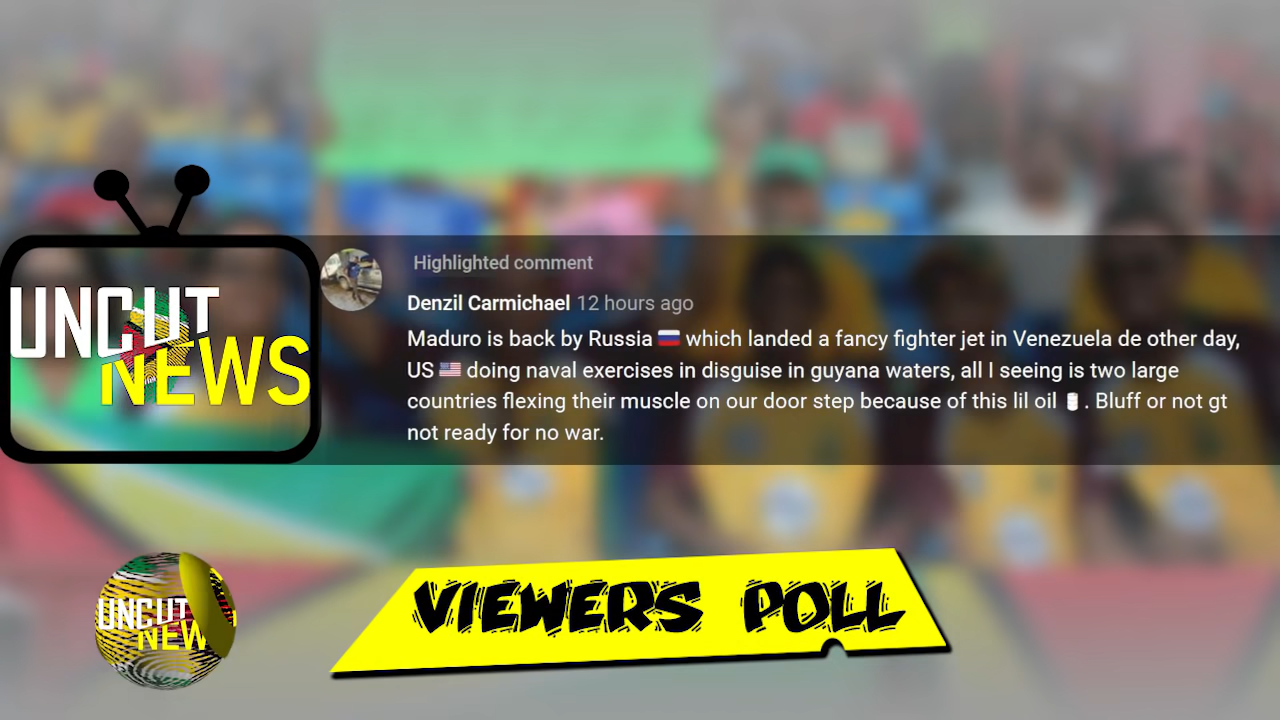 UNCUT
NEWS
Highlighted comment
Denzil Carmichael 12 hours ago
Maduro is back by Russia 🇷🇺 which landed a fancy fighter jet in Venezuela de other day,
US 🇺🇸 doing naval exercises in disguise in guyana waters, all I seeing is two large
countries flexing their muscle on our door step because of this lil oil 🛢️. Bluff or not gt
not ready for no war.
UNCUT
NEW
VIEWERS POLL